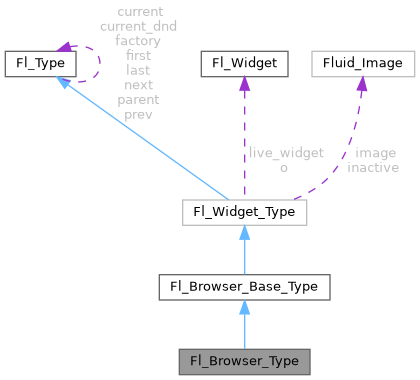 current
current_dnd
factory
first
last
next
parent
prev
Fl_Type
Fl_Widget
Fluid_Image
live_widget
o
image
inactive
Fl_Widget_Type
Fl_Browser_Base_Type
Fl_Browser_Type